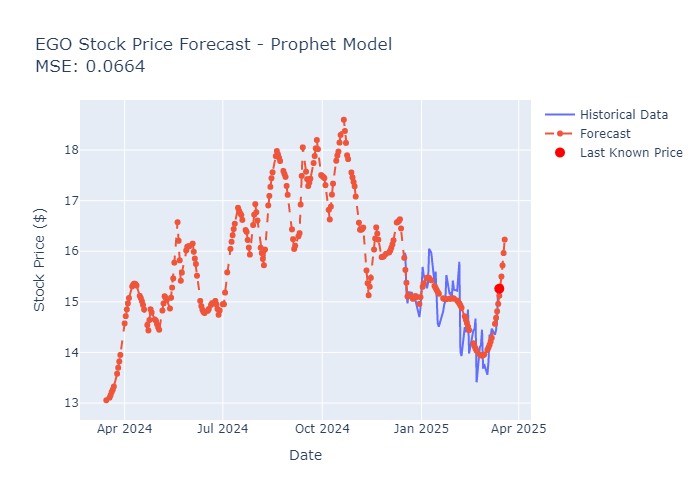 EGO Stock Price Forecast - Prophet Model
MSE: 0.0664
Historical Data
Forecast
Last Known Price
18
17
16
15
14
13
Stock Price ($)
Apr 2024
Jul 2024
Oct 2024
Jan 2025
Apr 2025
Date